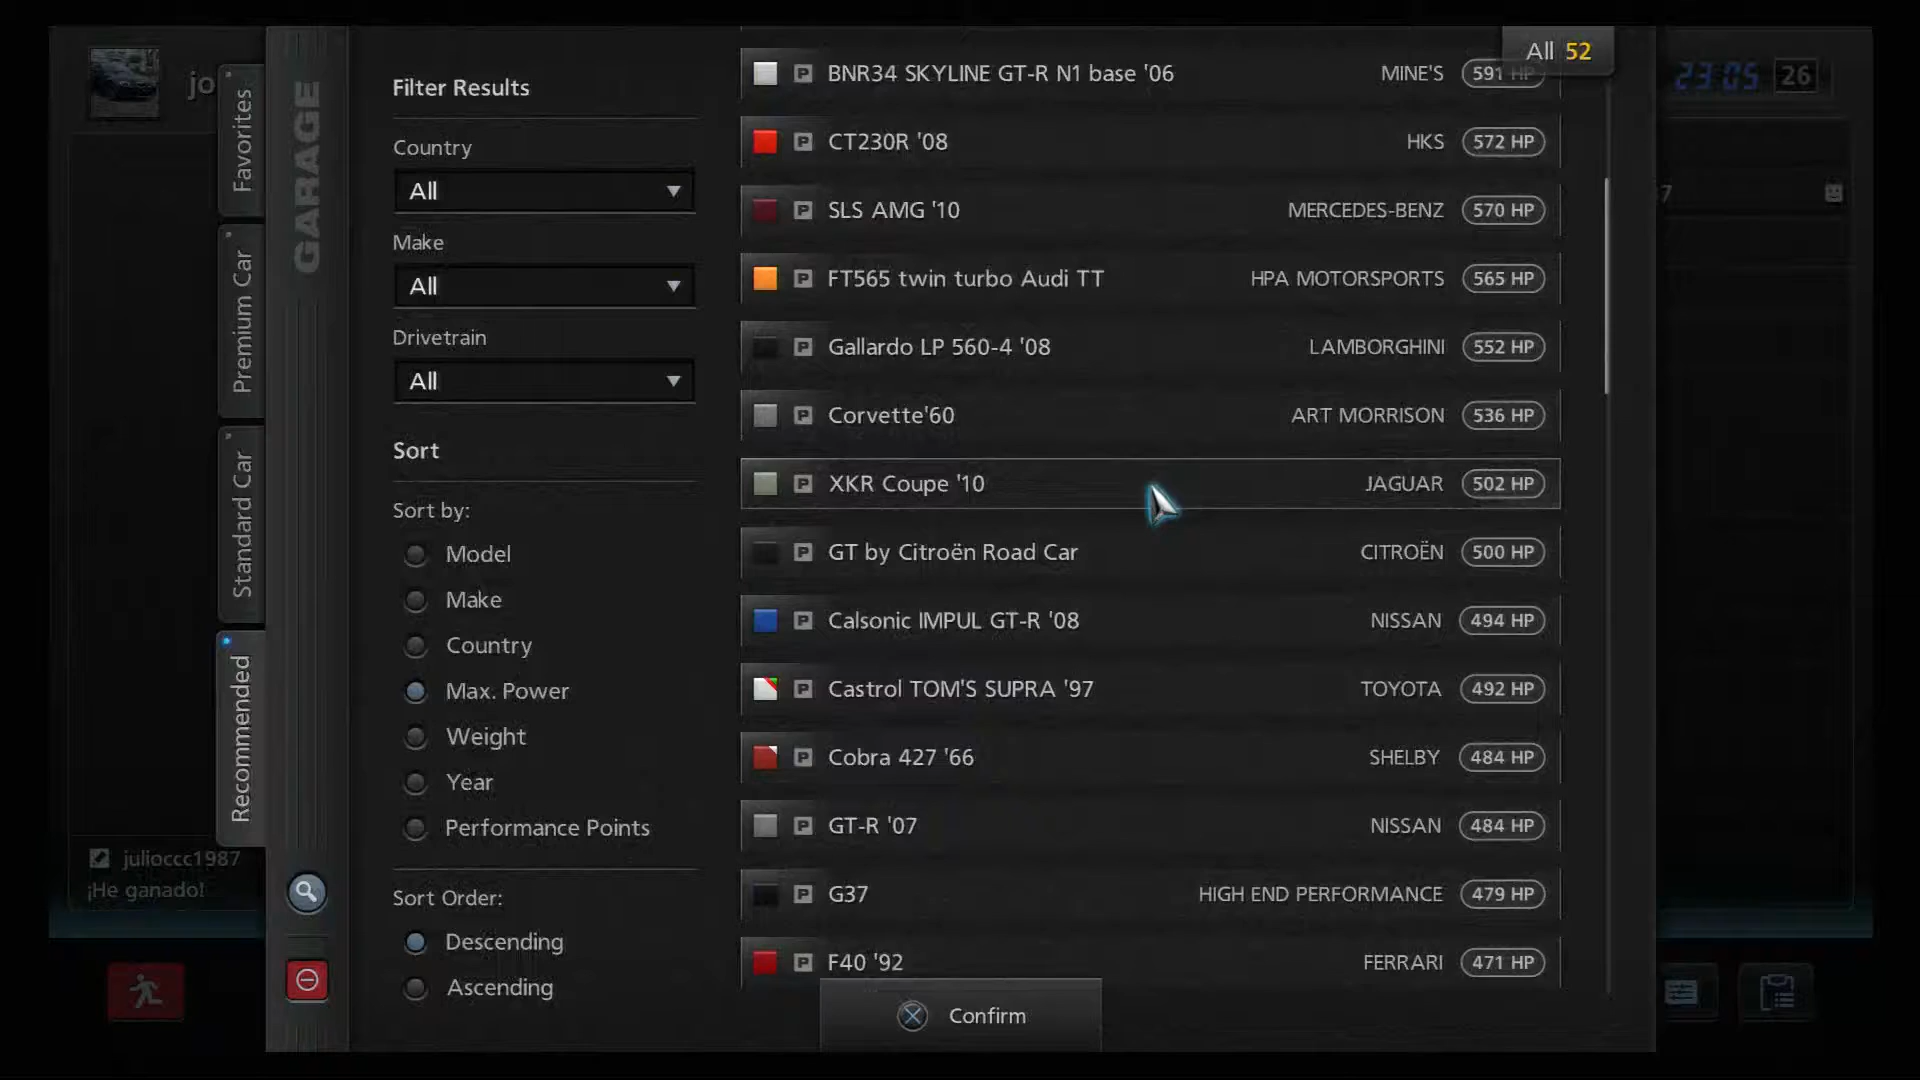 jo
All 52
23:05 26
Favorites
Premium Car
Standard Car
Recommended
GARAGE
Filter Results
Country
All
Make
All
Drivetrain
All
Sort
Sort by:
Model
Make
Country
Max. Power
Weight
Year
Performance Points
Sort Order:
Descending
Ascending
P BNR34 SKYLINE GT-R N1 base '06 MINE'S 591 HP
P CT230R '08 HKS 572 HP
P SLS AMG '10 MERCEDES-BENZ 570 HP
P FT565 twin turbo Audi TT HPA MOTORSPORTS 565 HP
P Gallardo LP 560-4 '08 LAMBORGHINI 552 HP
P Corvette'60 ART MORRISON 536 HP
P XKR Coupe '10 JAGUAR 502 HP
P GT by Citroën Road Car CITROËN 500 HP
P Calsonic IMPUL GT-R '08 NISSAN 494 HP
P Castrol TOM'S SUPRA '97 TOYOTA 492 HP
P Cobra 427 '66 SHELBY 484 HP
P GT-R '07 NISSAN 484 HP
P G37 HIGH END PERFORMANCE 479 HP
P F40 '92 FERRARI 471 HP
Confirm
7
julioccc1987
¡He ganado!